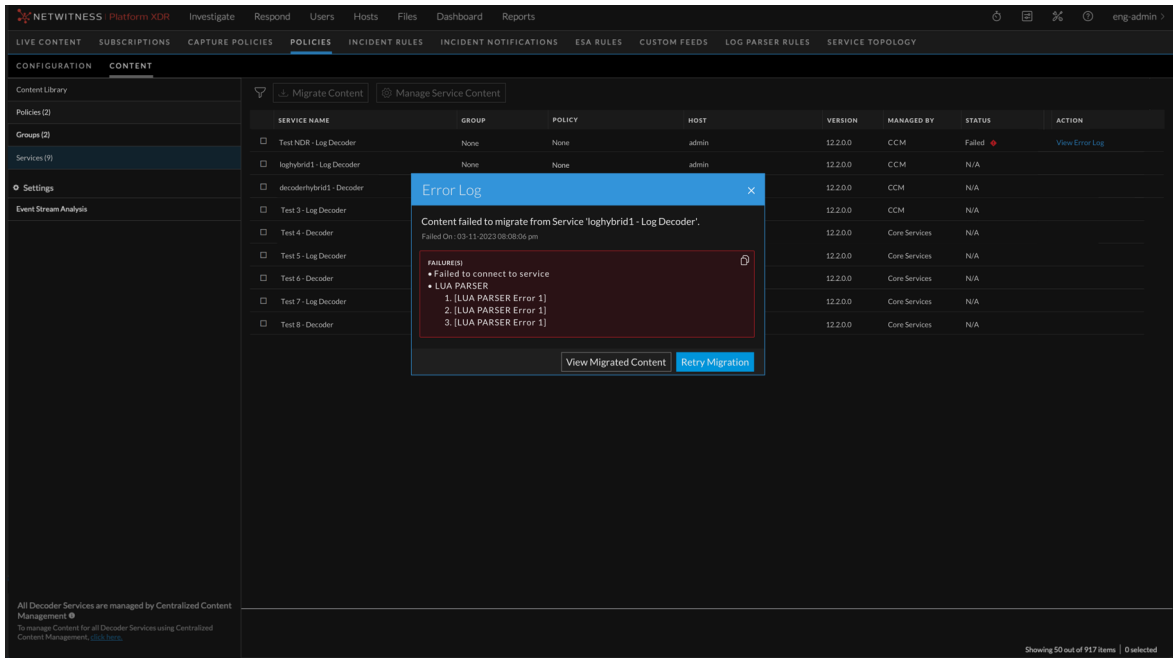 NETWITNESS Platform XDR Investigate Respond Users Hosts Files Dashboard Reports eng-admin
LIVE CONTENT SUBSCRIPTIONS CAPTURE POLICIES POLICIES INCIDENT RULES INCIDENT NOTIFICATIONS ESA RULES CUSTOM FEEDS LOG PARSER RULES SERVICE TOPOLOGY
CONFIGURATION CONTENT
Content Library
Policies (2)
Groups (2)
Services (9)
Settings
Event Stream Analysis
Migrate Content Manage Service Content
SERVICE NAME GROUP POLICY HOST VERSION MANAGED BY STATUS ACTION
Test NDR - Log Decoder None None admin 12.2.0.0 CCM Failed View Error Log
loghybrid1 - Log Decoder None None admin 12.2.0.0 CCM N/A
decoderhybrid1 - Decoder 12.2.0.0 CCM N/A
Test 3 - Log Decoder 12.2.0.0 CCM N/A
Test 4 - Decoder 12.2.0.0 Core Services N/A
Test 5 - Log Decoder 12.2.0.0 Core Services N/A
Test 6 - Decoder 12.2.0.0 Core Services N/A
Test 7 - Log Decoder 12.2.0.0 Core Services N/A
Test 8 - Decoder 12.2.0.0 Core Services N/A
Error Log
Content failed to migrate from Service 'loghybrid1 - Log Decoder'.
Failed On : 03-11-2023 08:08:06 pm
FAILURE(S)
• Failed to connect to service
• LUA PARSER
1. [LUA PARSER Error 1]
2. [LUA PARSER Error 1]
3. [LUA PARSER Error 1]
View Migrated Content Retry Migration
All Decoder Services are managed by Centralized Content
Management
To manage Content for all Decoder Services using Centralized
Content Management, click here.
Showing 50 out of 917 items | 0 selected